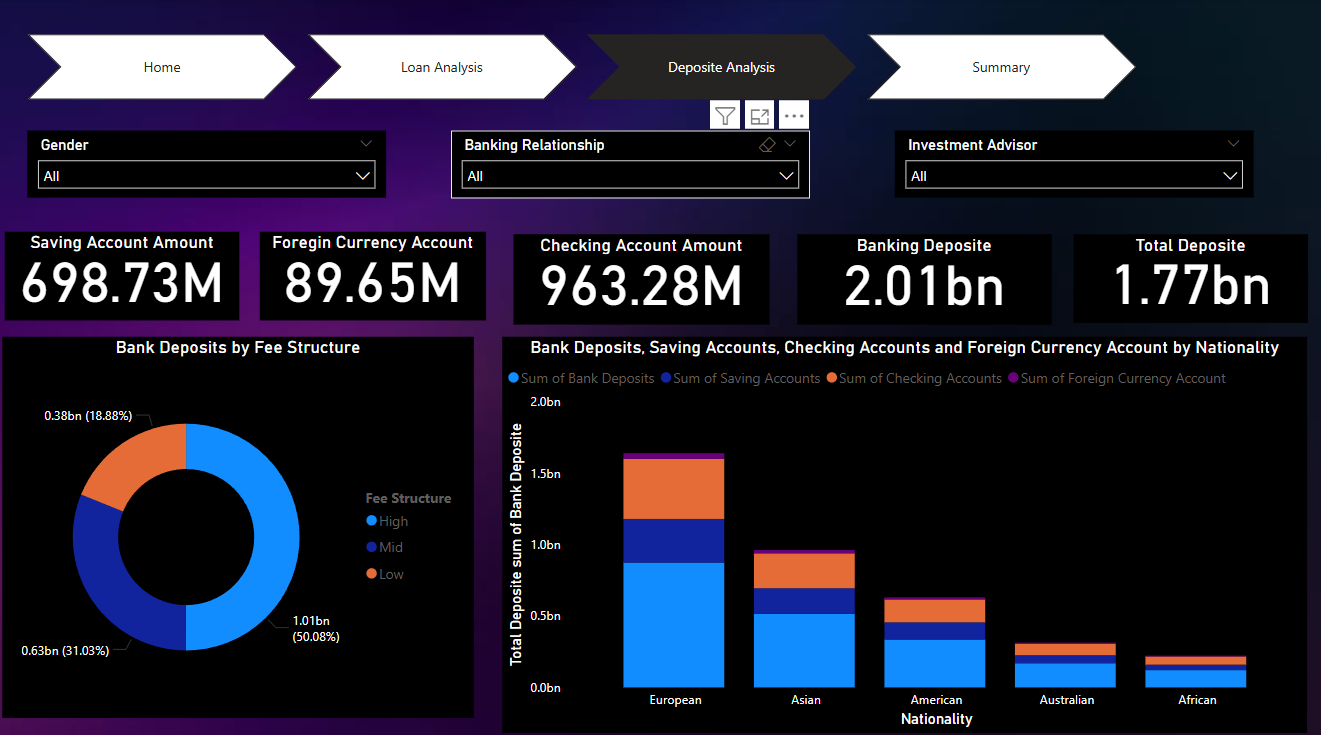 Home
Loan Analysis
Deposite Analysis
Summary
Gender
All
Banking Relationship
All
Investment Advisor
All
Saving Account Amount
698.73M
Foregin Currency Account
89.65M
Checking Account Amount
963.28M
Banking Deposite
2.01bn
Total Deposite
1.77bn
Bank Deposits by Fee Structure
0.38bn (18.88%)
0.63bn (31.03%)
1.01bn
(50.08%)
Fee Structure
High
Mid
Low
Bank Deposits, Saving Accounts, Checking Accounts and Foreign Currency Account by Nationality
Sum of Bank Deposits Sum of Saving Accounts Sum of Checking Accounts Sum of Foreign Currency Account
Total Deposite sum of Bank Deposite
2.0bn
1.5bn
1.0bn
0.5bn
0.0bn
European
Asian
American
Australian
African
Nationality